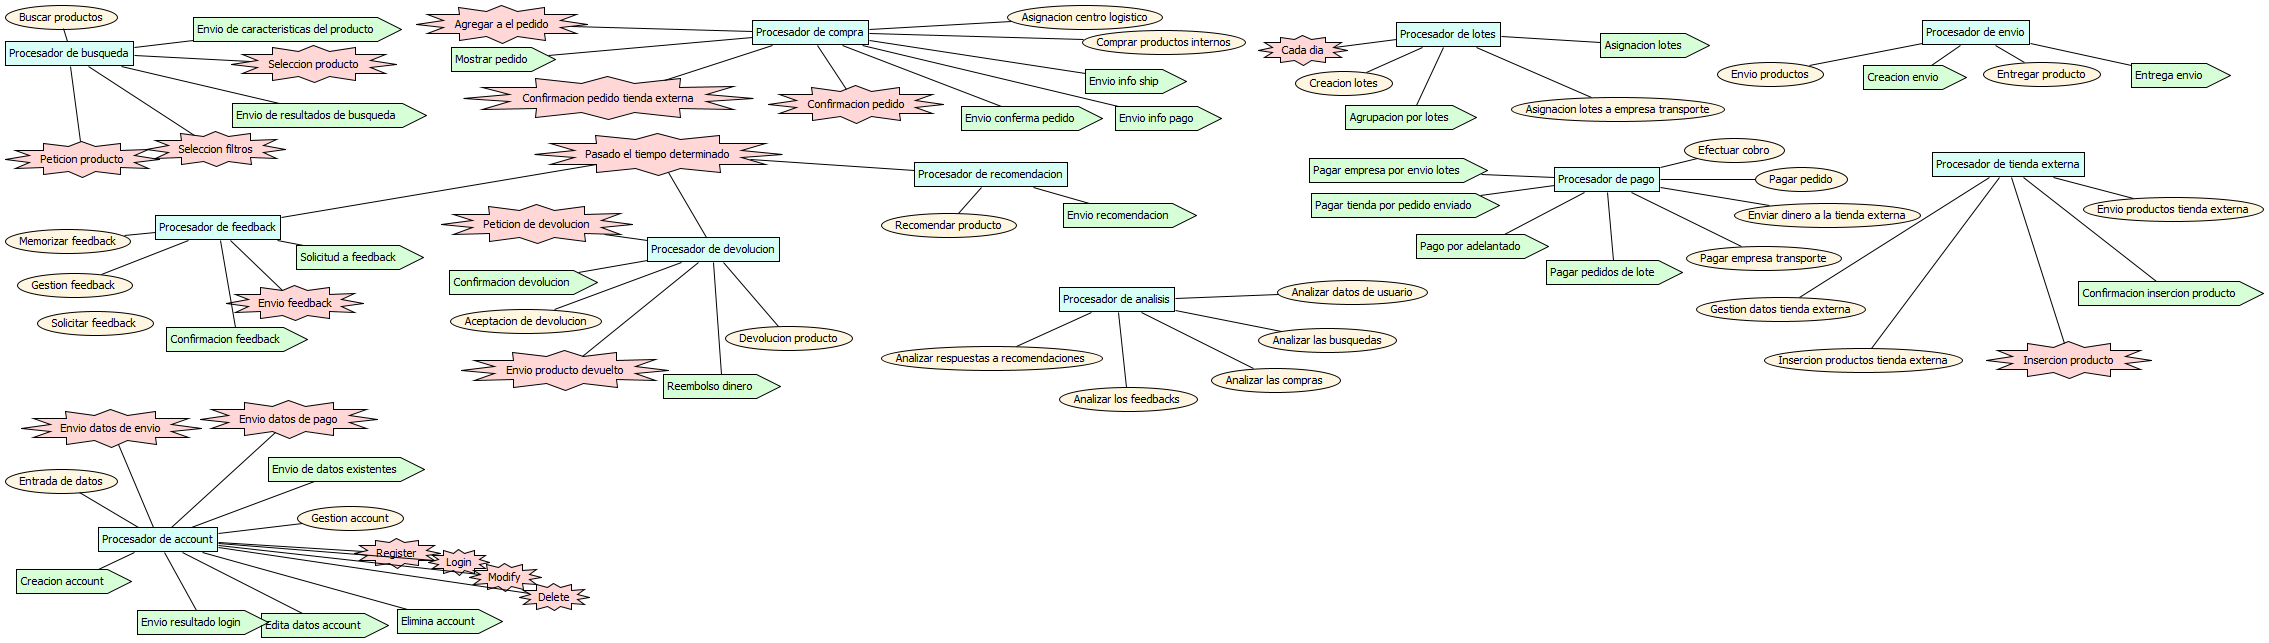 Buscar productos
Procesador de busqueda
Envio de caracteristicas del producto
Seleccion producto
Envio de resultados de busqueda
Peticion producto
Seleccion filtros
Agregar a el pedido
Mostrar pedido
Procesador de compra
Asignacion centro logistico
Comprar productos internos
Confirmacion pedido tienda externa
Confirmacion pedido
Envio info ship
Envio conferma pedido
Envio info pago
Cada dia
Procesador de lotes
Asignacion lotes
Creacion lotes
Agrupacion por lotes
Asignacion lotes a empresa transporte
Procesador de envio
Envio productos
Creacion envio
Entregar producto
Entrega envio
Pasado el tiempo determinado
Procesador de recomendacion
Recomendar producto
Envio recomendacion
Procesador de feedback
Memorizar feedback
Gestion feedback
Solicitar feedback
Solicitud a feedback
Envio feedback
Confirmacion feedback
Peticion de devolucion
Procesador de devolucion
Confirmacion devolucion
Aceptacion de devolucion
Devolucion producto
Envio producto devuelto
Reembolso dinero
Procesador de analisis
Analizar datos de usuario
Analizar las busquedas
Analizar respuestas a recomendaciones
Analizar las compras
Analizar los feedbacks
Efectuar cobro
Pagar empresa por envio lotes
Procesador de pago
Pagar pedido
Pagar tienda por pedido enviado
Enviar dinero a la tienda externa
Pago por adelantado
Pagar empresa transporte
Pagar pedidos de lote
Procesador de tienda externa
Envio productos tienda externa
Gestion datos tienda externa
Confirmacion insercion producto
Insercion productos tienda externa
Insercion producto
Envio datos de envio
Envio datos de pago
Entrada de datos
Envio de datos existentes
Gestion account
Procesador de account
Register
Login
Modify
Delete
Creacion account
Envio resultado login
Edita datos account
Elimina account